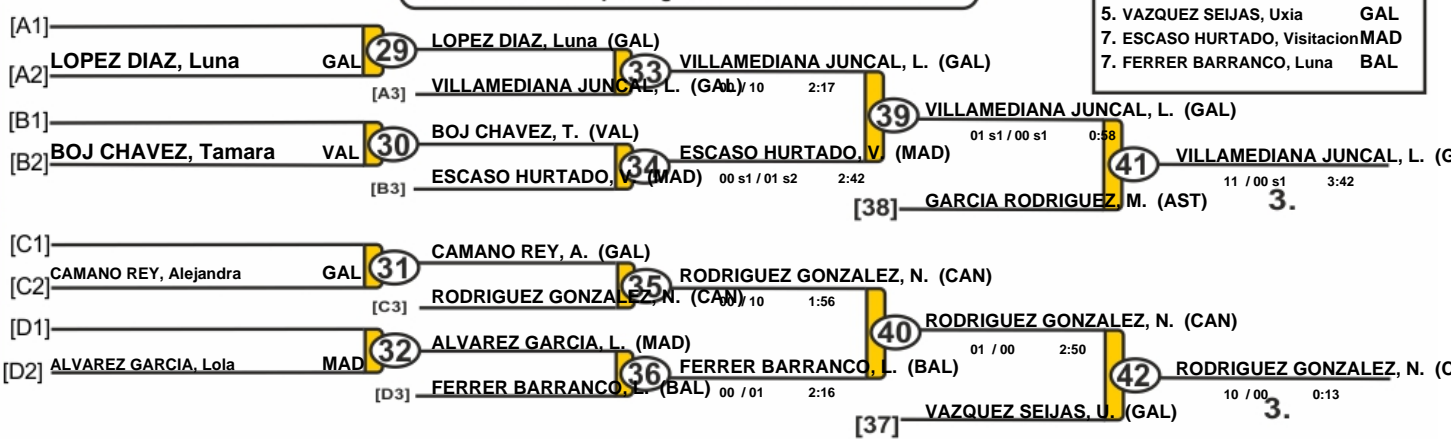 5. VAZQUEZ SEIJAS, Uxia GAL
7. ESCASO HURTADO, Visitacion MAD
7. FERRER BARRANCO, Luna BAL
[A1]
[A2] LOPEZ DIAZ, Luna GAL
29
LOPEZ DIAZ, Luna (GAL)
[A3] VILLAMEDIANA JUNCAL, L. (GAL)
33
VILLAMEDIANA JUNCAL, L. (GAL)
00 / 10 2:17
[B1]
[B2] BOJ CHAVEZ, Tamara VAL
30
BOJ CHAVEZ, T. (VAL)
[B3] ESCASO HURTADO, V. (MAD)
34
ESCASO HURTADO, V. (MAD)
00 s1 / 01 s2 2:42
39
VILLAMEDIANA JUNCAL, L. (GAL)
01 s1 / 00 s1 0:58
[38] GARCIA RODRIGUEZ, M. (AST)
41
VILLAMEDIANA JUNCAL, L. (G
11 / 00 s1 3:42
3.
[C1]
[C2] CAMANO REY, Alejandra GAL
31
CAMANO REY, A. (GAL)
[C3] RODRIGUEZ GONZALEZ, N. (CAN)
35
RODRIGUEZ GONZALEZ, N. (CAN)
00 / 10 1:56
[D1]
[D2] ALVAREZ GARCIA, Lola MAD
32
ALVAREZ GARCIA, L. (MAD)
[D3] FERRER BARRANCO, L. (BAL)
36
FERRER BARRANCO, L. (BAL)
00 / 01 2:16
40
RODRIGUEZ GONZALEZ, N. (CAN)
01 / 00 2:50
[37] VAZQUEZ SEIJAS, U. (GAL)
42
RODRIGUEZ GONZALEZ, N. (C
10 / 00 0:13
3.